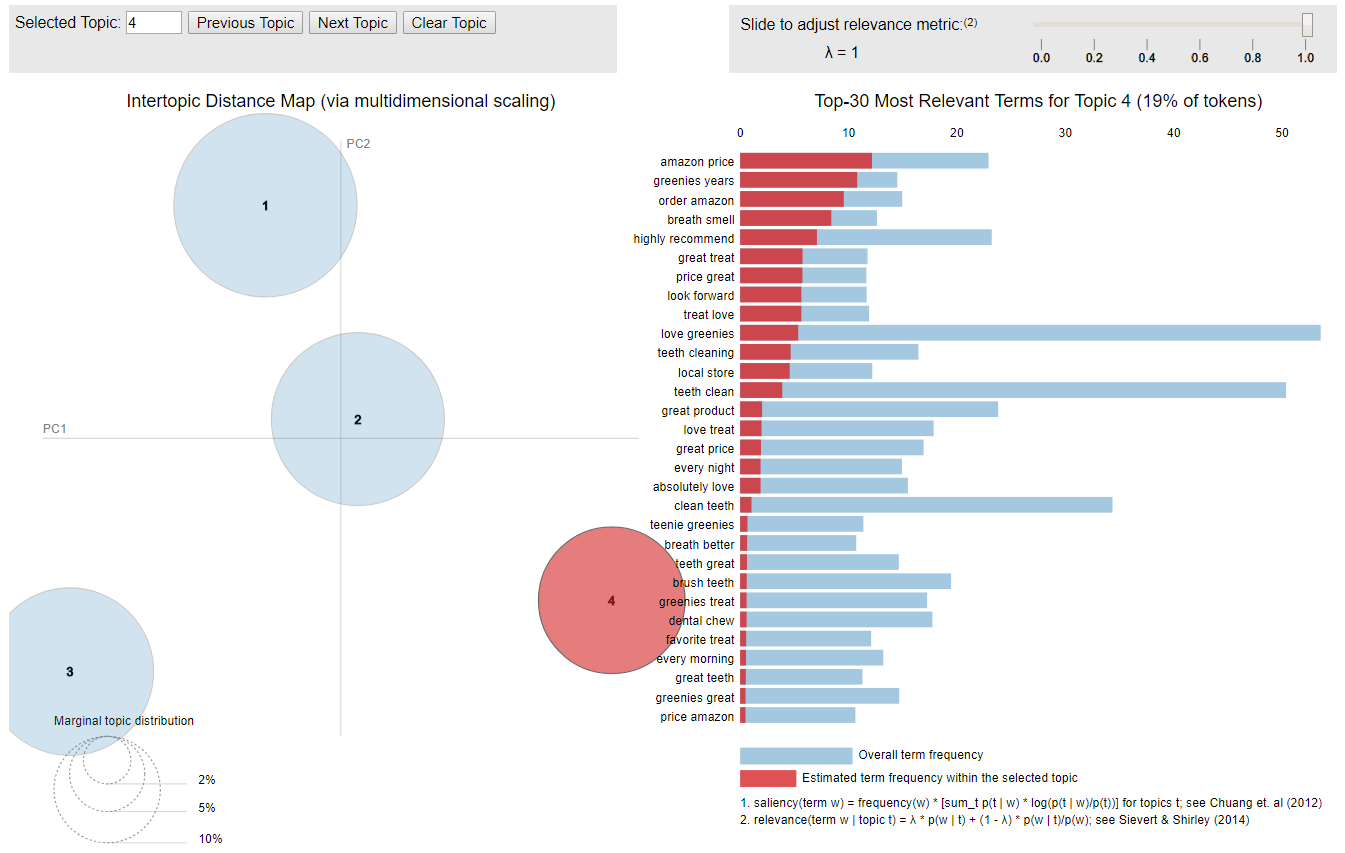 Selected Topic: 4 Previous Topic Next Topic Clear Topic
Slide to adjust relevance metric:(2)
λ = 1
0.0 0.2 0.4 0.6 0.8 1.0
Intertopic Distance Map (via multidimensional scaling)
PC2
1
2
PC1
4
3
Marginal topic distribution
2%
5%
10%
Top-30 Most Relevant Terms for Topic 4 (19% of tokens)
0 10 20 30 40 50
amazon price
greenies years
order amazon
breath smell
highly recommend
great treat
price great
look forward
treat love
love greenies
teeth cleaning
local store
teeth clean
great product
love treat
great price
every night
absolutely love
clean teeth
teenie greenies
breath better
teeth great
brush teeth
greenies treat
dental chew
favorite treat
every morning
great teeth
greenies great
price amazon
Overall term frequency
Estimated term frequency within the selected topic
1. saliency(term w) = frequency(w) * [sum_t p(t | w) * log(p(t | w)/p(t))] for topics t; see Chuang et. al (2012)
2. relevance(term w | topic t) = λ * p(w | t) + (1 - λ) * p(w | t)/p(w); see Sievert & Shirley (2014)